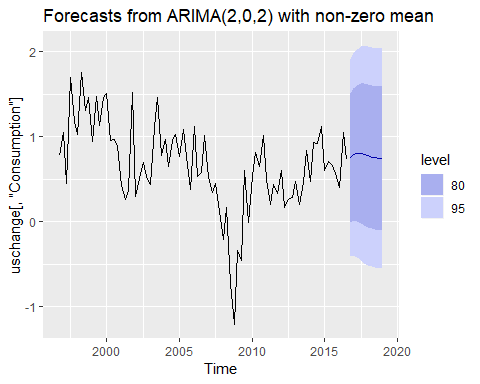 Forecasts from ARIMA(2,0,2) with non-zero mean
2
1
0
-1
uschange[, "Consumption"]
2000
2005
2010
2015
2020
Time
level
80
95